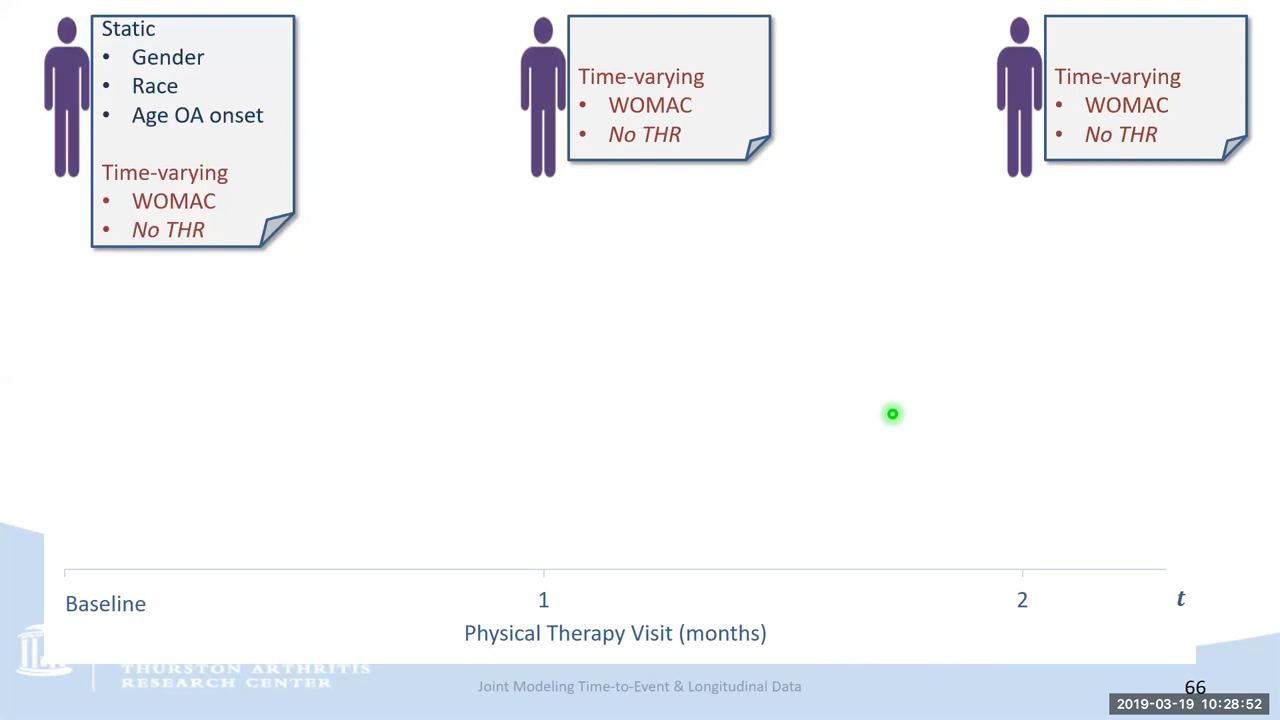 Static
• Gender
• Race
• Age OA onset
Time-varying
• WOMAC
• No THR
Time-varying
• WOMAC
• No THR
Time-varying
• WOMAC
• No THR
Baseline
1
2
t
Physical Therapy Visit (months)
THURSTON ARTHRITIS
RESEARCH CENTER
Joint Modeling Time-to-Event & Longitudinal Data
66
2019-03-19 10:28:52